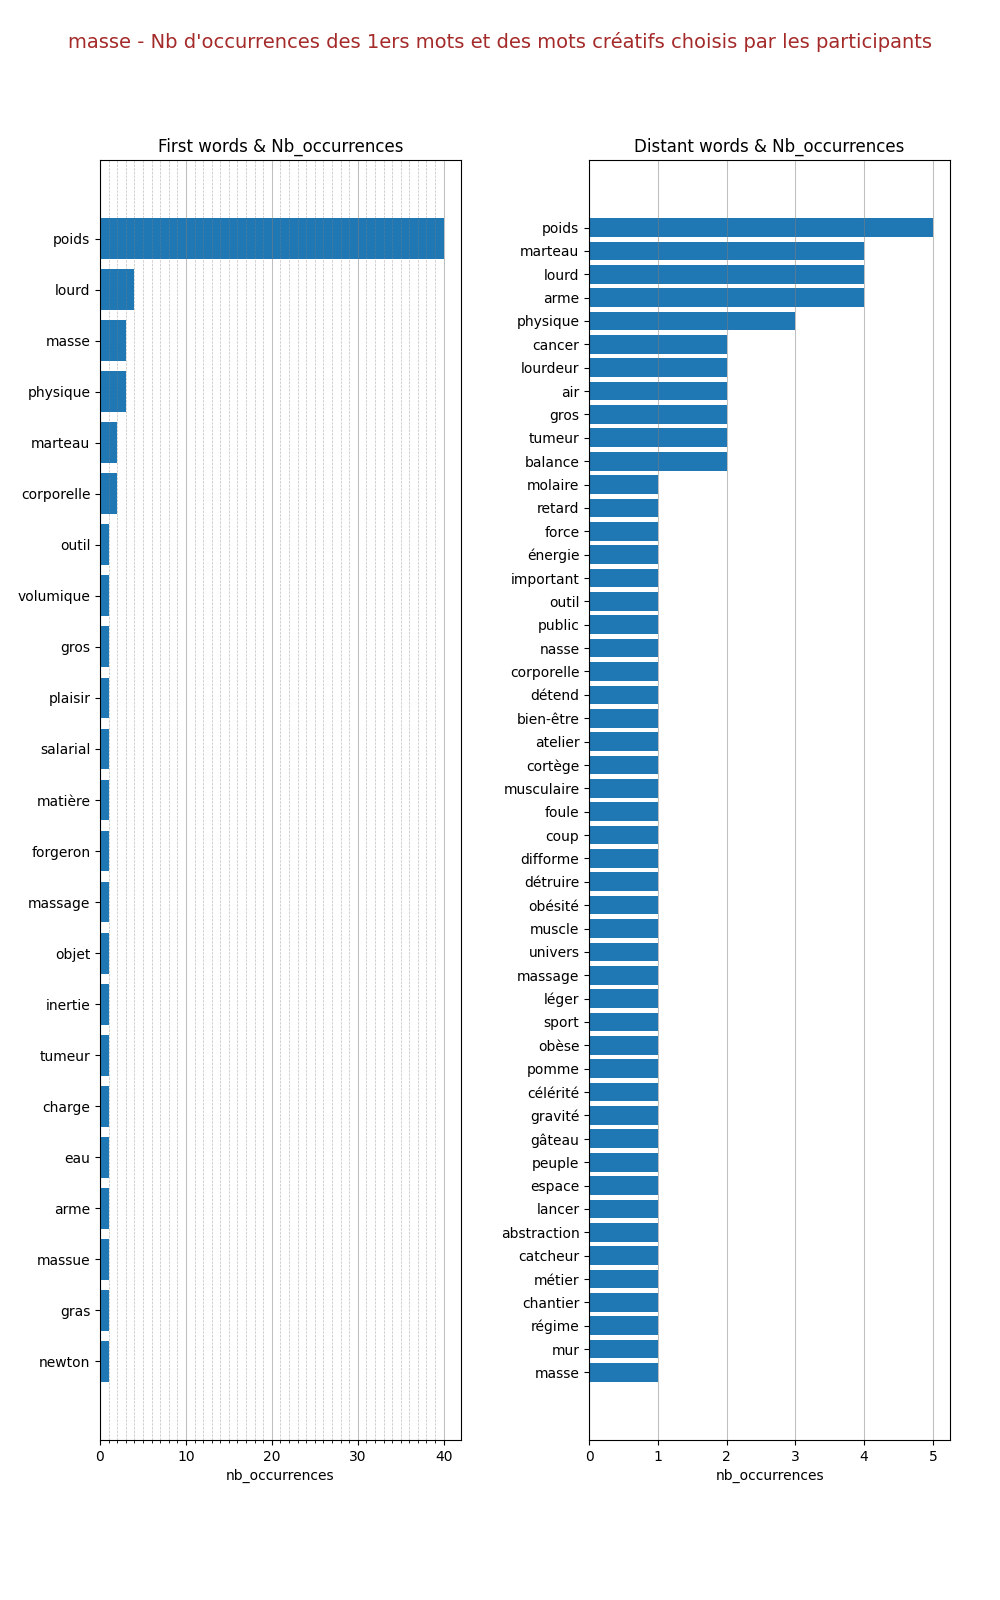 masse - Nb d'occurrences des 1ers mots et des mots créatifs choisis par les participants
First words & Nb_occurrences
poids
lourd
masse
physique
marteau
corporelle
outil
volumique
gros
plaisir
salarial
matière
forgeron
massage
objet
inertie
tumeur
charge
eau
arme
massue
gras
newton
0 10 20 30 40
nb_occurrences
Distant words & Nb_occurrences
poids
marteau
lourd
arme
physique
cancer
lourdeur
air
gros
tumeur
balance
molaire
retard
force
énergie
important
outil
public
nasse
corporelle
détend
bien-être
atelier
cortège
musculaire
foule
coup
difforme
détruire
obésité
muscle
univers
massage
léger
sport
obèse
pomme
célérité
gravité
gâteau
peuple
espace
lancer
abstraction
catcheur
métier
chantier
régime
mur
masse
0 1 2 3 4 5
nb_occurrences